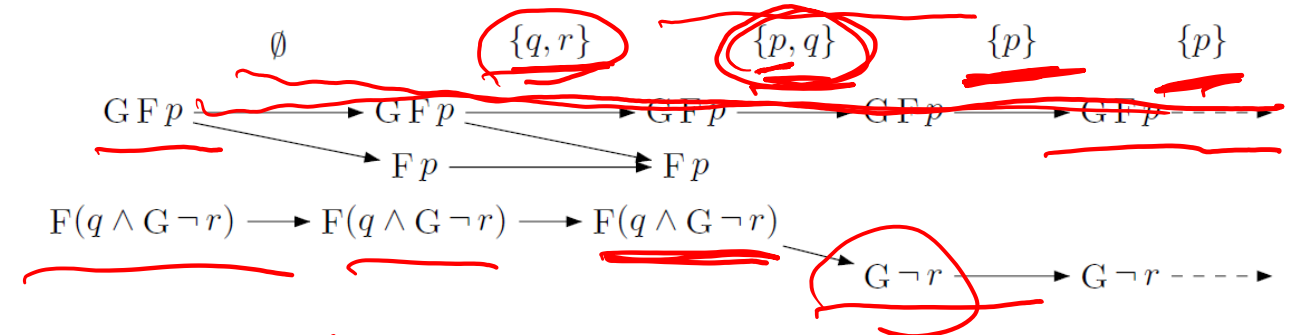 ∅ {q, r} {p, q} {p} {p}
G F p G F p G F p G F p G F p
F p F p
F(q ∧ G ¬ r) F(q ∧ G ¬ r) F(q ∧ G ¬ r)
G ¬ r G ¬ r